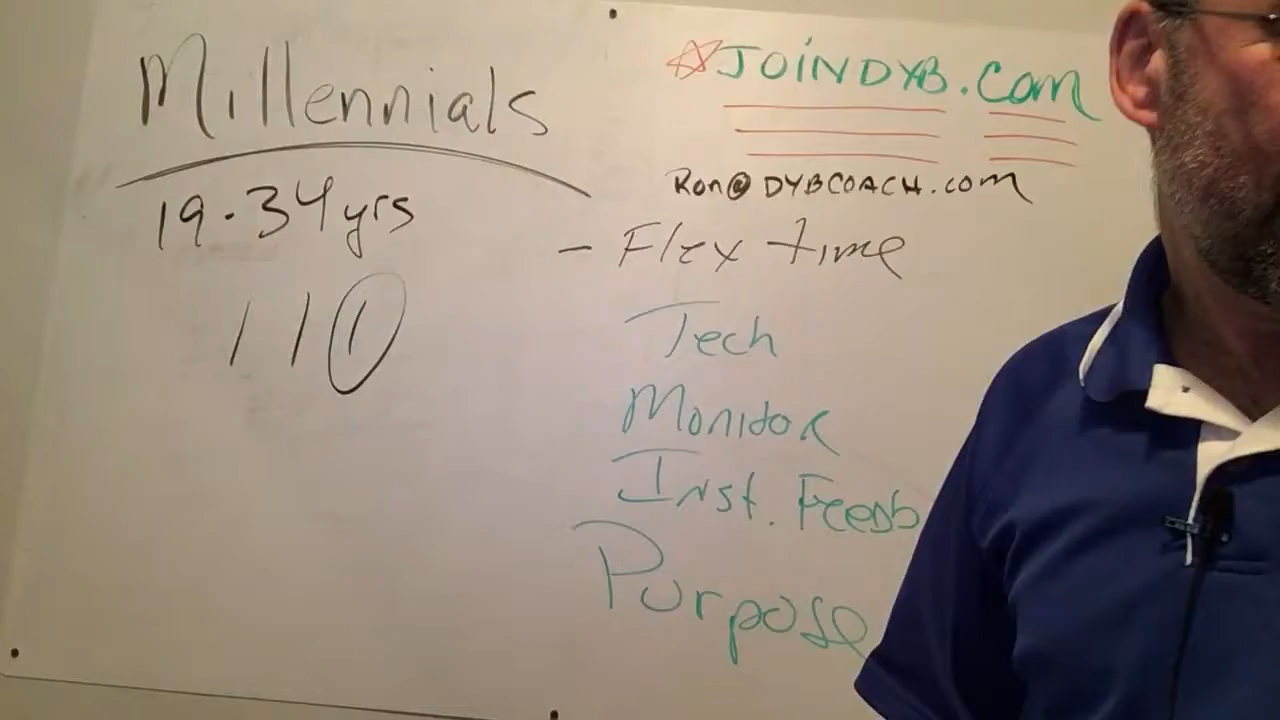 Millennials
19-34yrs
111
☆JOINDYB.Com
Ron@DYBCOACH.com
- Flex time
Tech
Monitor
Inst. Feedb
Purpose